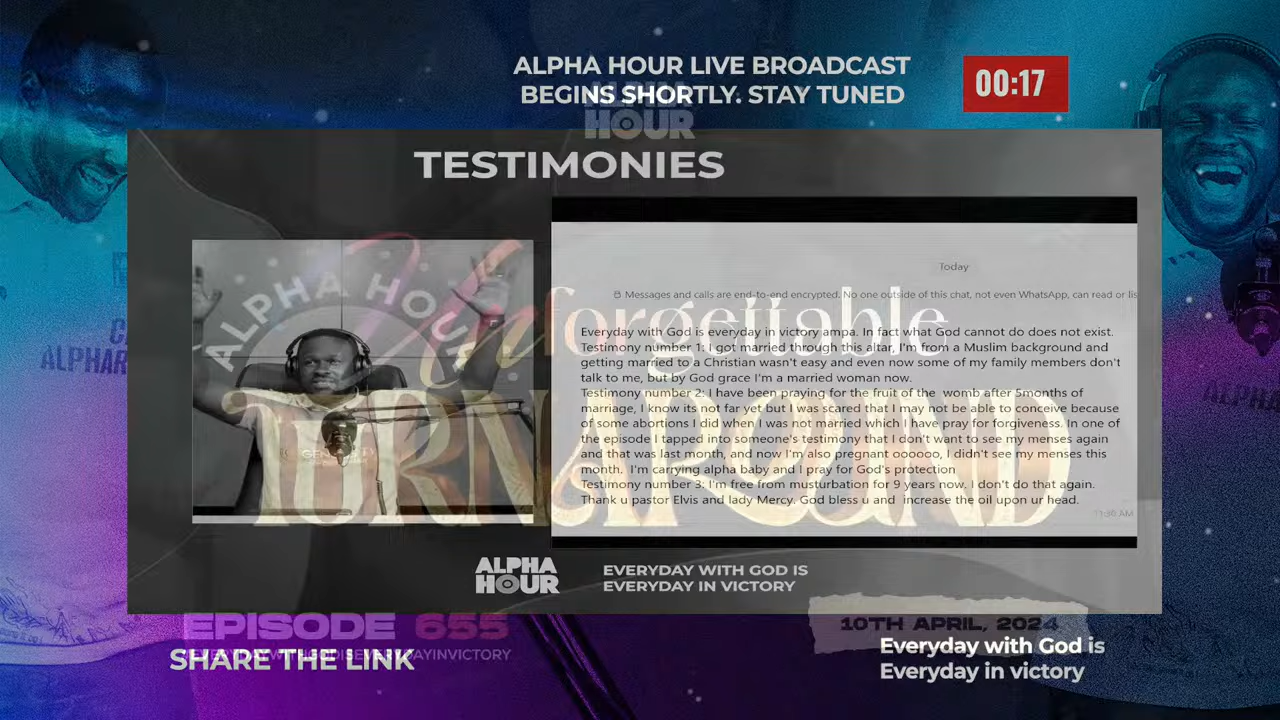 ALPHA HOUR LIVE BROADCAST
BEGINS SHORTLY. STAY TUNED
00:17
ALPHA
HOUR
TESTIMONIES
ALPHA HOUR
Unforgettable
TURNAROUND
Today
Messages and calls are end-to-end encrypted. No one outside of this chat, not even WhatsApp, can read or lis
Everyday with God is everyday in victory ampa. In fact what God cannot do does not exist.
Testimony number 1: I got married through this altar, I'm from a Muslim background and
getting married to a Christian wasn't easy and even now some of my family members don't
talk to me, but by God grace I'm a married woman now.
Testimony number 2: I have been praying for the fruit of the womb after 5months of
marriage, I know its not far yet but I was scared that I may not be able to conceive because
of some abortions I did when I was not married which I have pray for forgiveness. In one of
the episode I tapped into someone's testimony that I don't want to see my menses again
and that was last month, and now I'm also pregnant oooooo, I didn't see my menses this
month. I'm carrying alpha baby and I pray for God's protection
Testimony number 3: I'm free from musturbation for 9 years now, I don't do that again.
Thank u pastor Elvis and lady Mercy. God bless u and increase the oil upon ur head.
11:36 AM
ALPHA
HOUR
EVERYDAY WITH GOD IS
EVERYDAY IN VICTORY
EPISODE 655
SHARE THE LINK
10TH APRIL, 2024
Everyday with God is
Everyday in victory